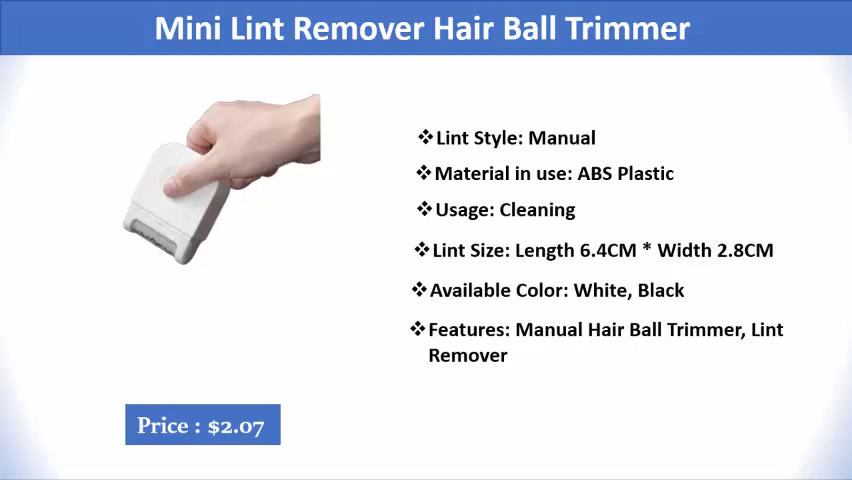 Mini Lint Remover Hair Ball Trimmer
❖Lint Style: Manual
❖Material in use: ABS Plastic
❖Usage: Cleaning
❖Lint Size: Length 6.4CM * Width 2.8CM
❖Available Color: White, Black
❖Features: Manual Hair Ball Trimmer, Lint
Remover
Price : $2.07